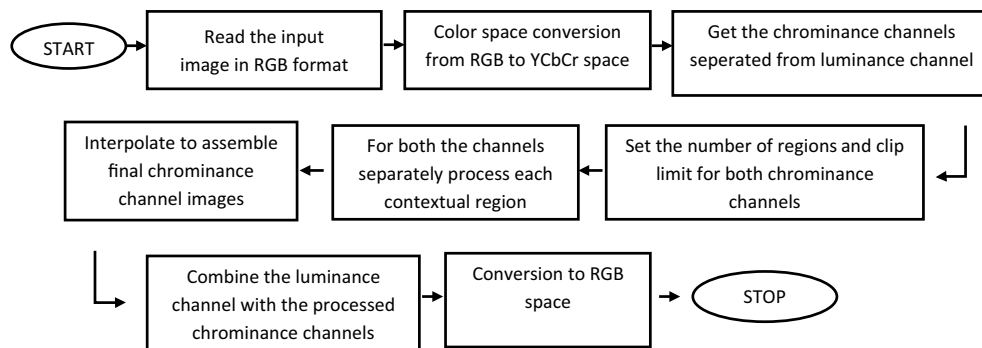 START
Read the input
image in RGB format
Color space conversion
from RGB to YCbCr space
Get the chrominance channels
seperated from luminance channel
Set the number of regions and clip
limit for both chrominance
channels
For both the channels
separately process each
contextual region
Interpolate to assemble
final chrominance
channel images
Combine the luminance
channel with the processed
chrominance channels
Conversion to RGB
space
STOP